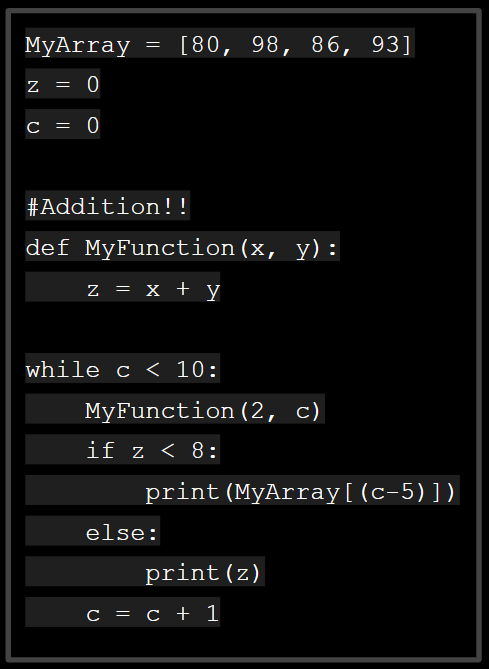 MyArray = [80, 98, 86, 93]
z = 0
c = 0

#Addition!!
def MyFunction(x, y):
    z = x + y

while c < 10:
    MyFunction(2, c)
    if z < 8:
        print(MyArray[(c-5)])
    else:
        print(z)
    c = c + 1